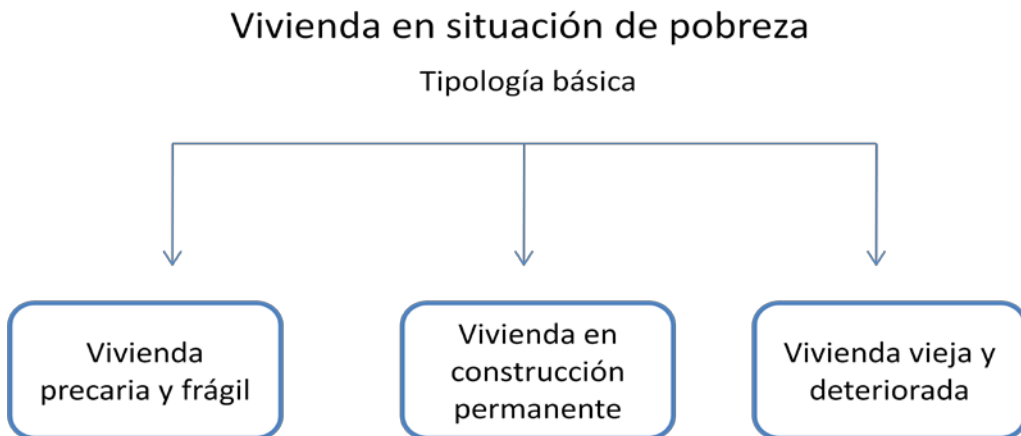 Vivienda en situación de pobreza
Tipología básica
Vivienda
precaria y frágil
Vivienda en
construcción
permanente
Vivienda vieja y
deteriorada